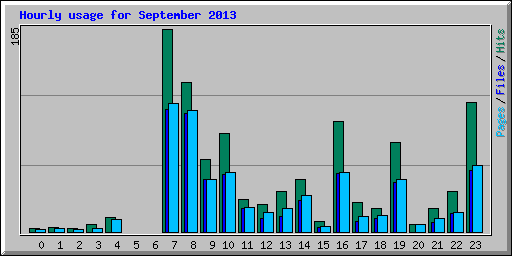 Hourly usage for September 2013
185
Pages / Files / Hits
0 1 2 3 4 5 6 7 8 9 10 11 12 13 14 15 16 17 18 19 20 21 22 23